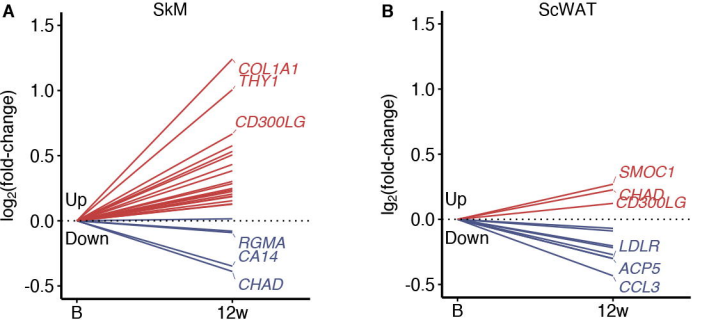 A
SkM
log2(fold-change)
1.5
1.0
0.5
0.0
-0.5
Up
Down
COL1A1
THY1
CD300LG
RGMA
CA14
CHAD
B
12w
B
ScWAT
lg2(fold-change)
1.5
1.0
0.5
0.0
-0.5
Up
Down
SMOC1
CHAD
CD300LG
LDLR
ACP5
CCL3
B
12w